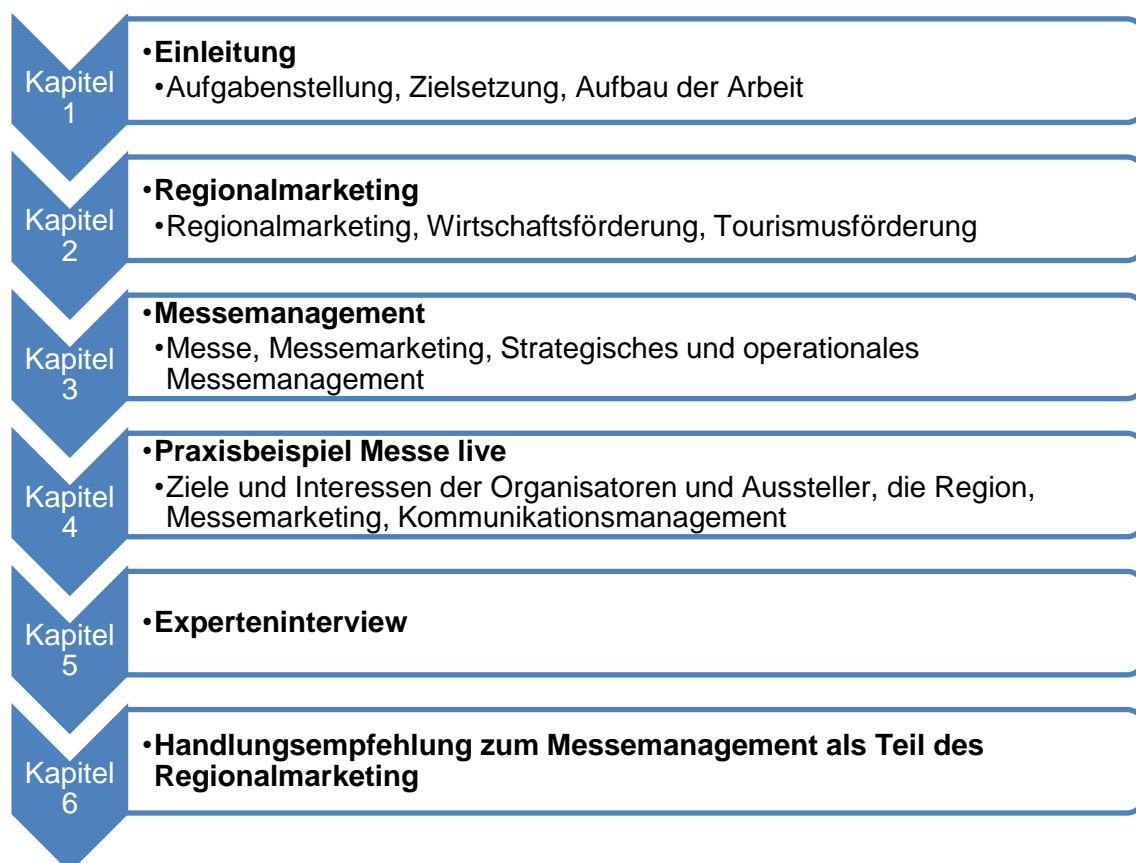 Kapitel
1
•Einleitung
•Aufgabenstellung, Zielsetzung, Aufbau der Arbeit
Kapitel
2
•Regionalmarketing
•Regionalmarketing, Wirtschaftsförderung, Tourismusförderung
Kapitel
3
•Messemanagement
•Messe, Messemarketing, Strategisches und operationales
Messemanagement
Kapitel
4
•Praxisbeispiel Messe live
•Ziele und Interessen der Organisatoren und Aussteller, die Region,
Messemarketing, Kommunikationsmanagement
Kapitel
5
•Experteninterview
Kapitel
6
•Handlungsempfehlung zum Messemanagement als Teil des
Regionalmarketing